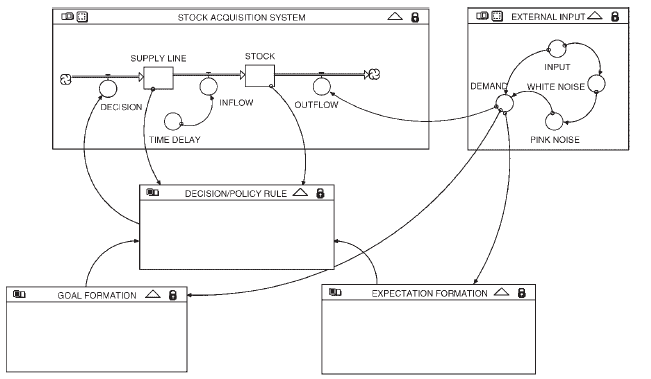 STOCK ACQUISITION SYSTEM
EXTERNAL INPUT
SUPPLY LINE
STOCK
INPUT
DECISION
INFLOW
OUTFLOW
DEMAND
WHITE NOISE
TIME DELAY
PINK NOISE
DECISION/POLICY RULE
GOAL FORMATION
EXPECTATION FORMATION